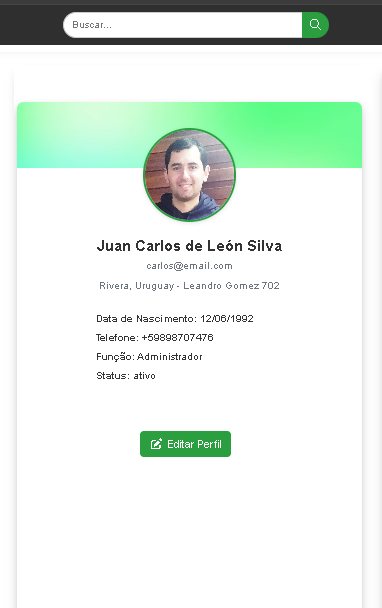 Buscar...
Juan Carlos de León Silva
carlos@email.com
Rivera, Uruguay - Leandro Gomez 702
Data de Nascimento: 12/06/1992
Telefone: +59898707476
Função: Administrador
Status: ativo
Editar Perfil